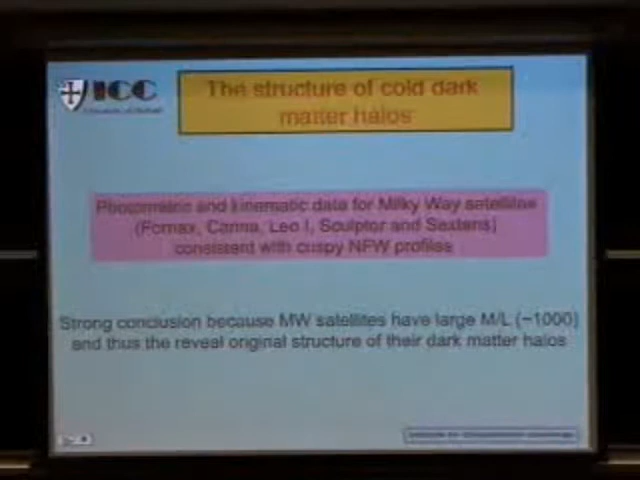 ICC
The structure of cold dark
matter halos
Photometric and kinematic data for Milky Way satellites
(Fornax, Carina, Leo I, Sculptor and Sextans)
consistent with cuspy NFW profiles
Strong conclusion because MW satellites have large M/L (~1000)
and thus the reveal original structure of their dark matter halos